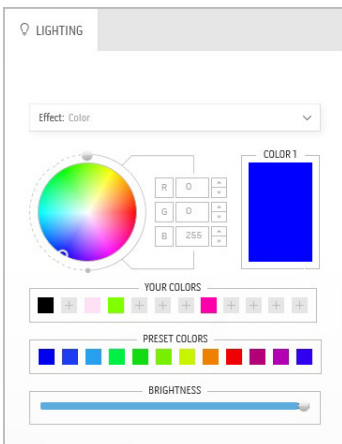 LIGHTING
Effect: Color
COLOR 1
R 0
G 0
B 255
YOUR COLORS
PRESET COLORS
BRIGHTNESS